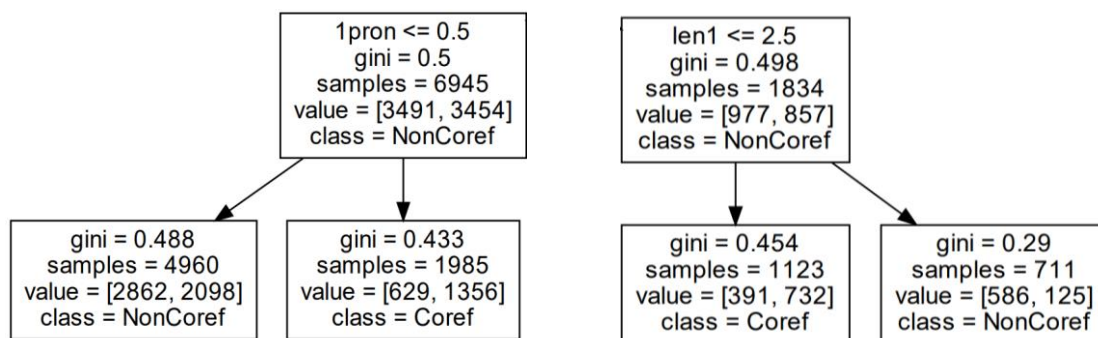 1pron <= 0.5
gini = 0.5
samples = 6945
value = [3491, 3454]
class = NonCoref
len1 <= 2.5
gini = 0.498
samples = 1834
value = [977, 857]
class = NonCoref
gini = 0.488
samples = 4960
value = [2862, 2098]
class = NonCoref
gini = 0.433
samples = 1985
value = [629, 1356]
class = Coref
gini = 0.454
samples = 1123
value = [391, 732]
class = Coref
gini = 0.29
samples = 711
value = [586, 125]
class = NonCoref